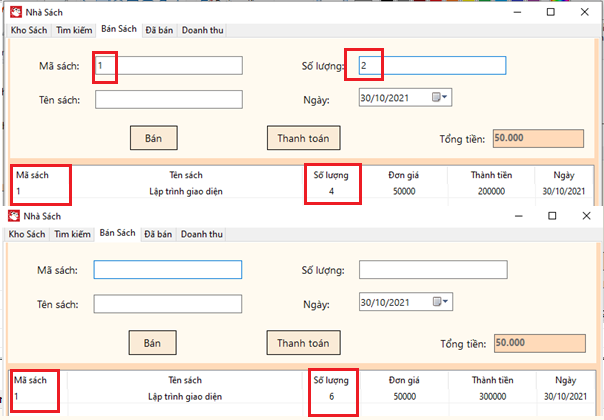 Nhà Sách
Kho Sách Tìm kiếm Bán Sách Đã bán Doanh thu
Mã sách: 1 Số lượng: 2
Tên sách: Ngày: 30/10/2021
Bán Thanh toán Tổng tiền: 50.000
Mã sách Tên sách Số lượng Đơn giá Thành tiền Ngày
1 Lập trình giao diện 4 50000 200000 30/10/2021
Nhà Sách
Kho Sách Tìm kiếm Bán Sách Đã bán Doanh thu
Mã sách: Số lượng:
Tên sách: Ngày: 30/10/2021
Bán Thanh toán Tổng tiền: 50.000
Mã sách Tên sách Số lượng Đơn giá Thành tiền Ngày
1 Lập trình giao diện 6 50000 300000 30/10/2021